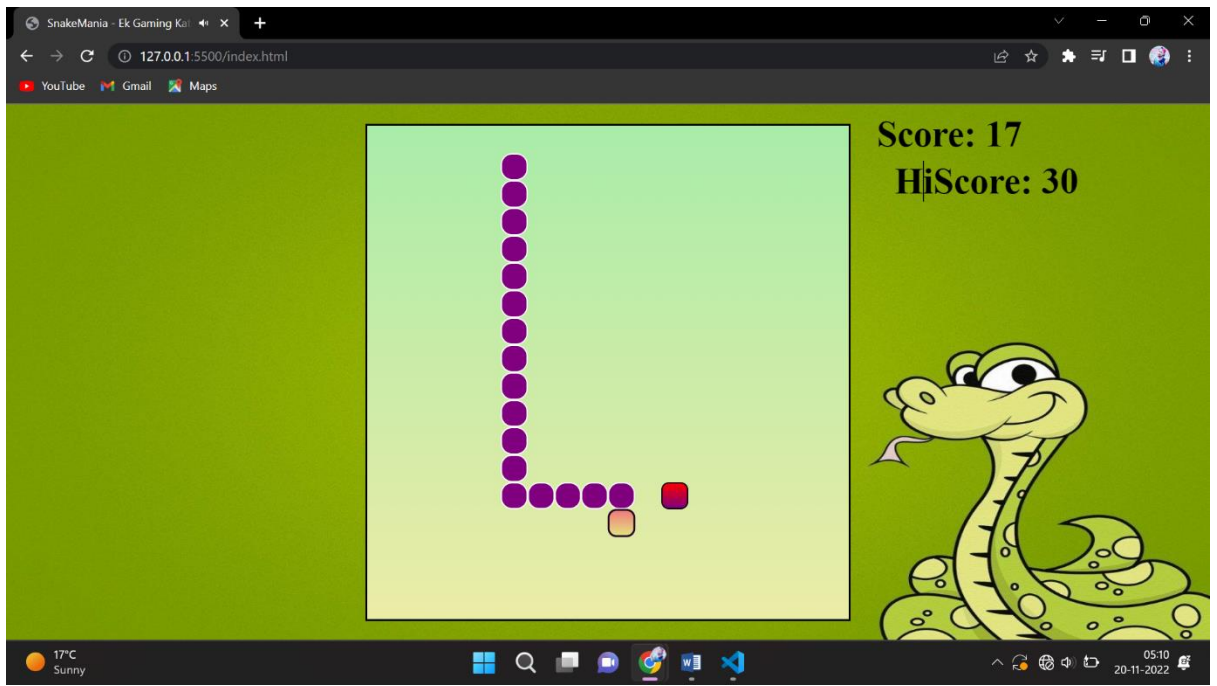 SnakeMania - Ek Gaming Kat
127.0.0.1:5500/index.html
YouTube Gmail Maps
Score: 17
HiScore: 30
17°C
Sunny
05:10
20-11-2022